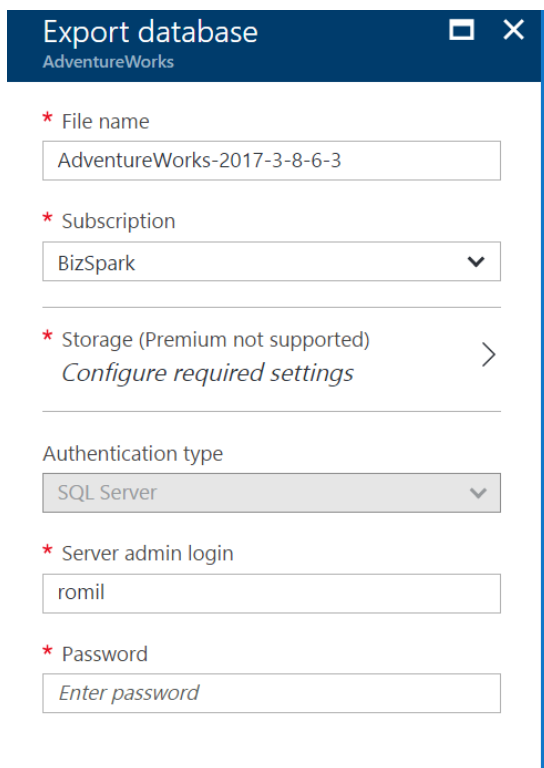 Export database
AdventureWorks
* File name
AdventureWorks-2017-3-8-6-3
* Subscription
BizSpark
* Storage (Premium not supported)
Configure required settings
Authentication type
SQL Server
* Server admin login
romil
* Password
Enter password